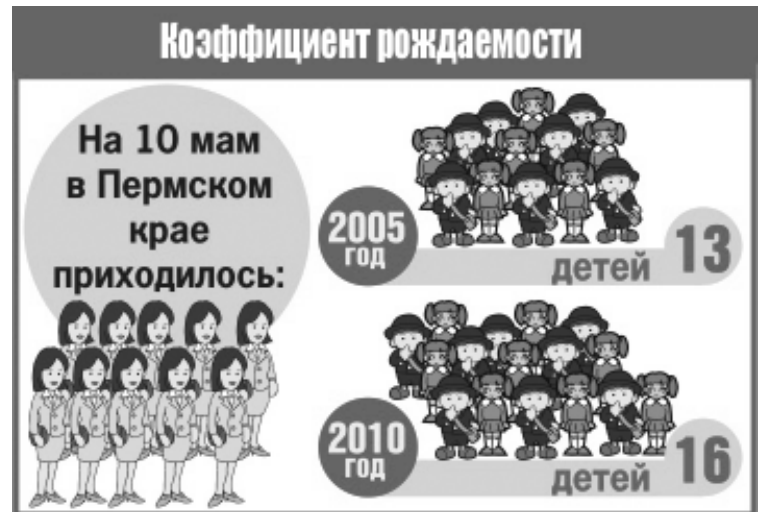 Коэффициент рождаемости
На 10 мам
в Пермском
крае
приходилось:
2005
год
детей 13
2010
год
детей 16